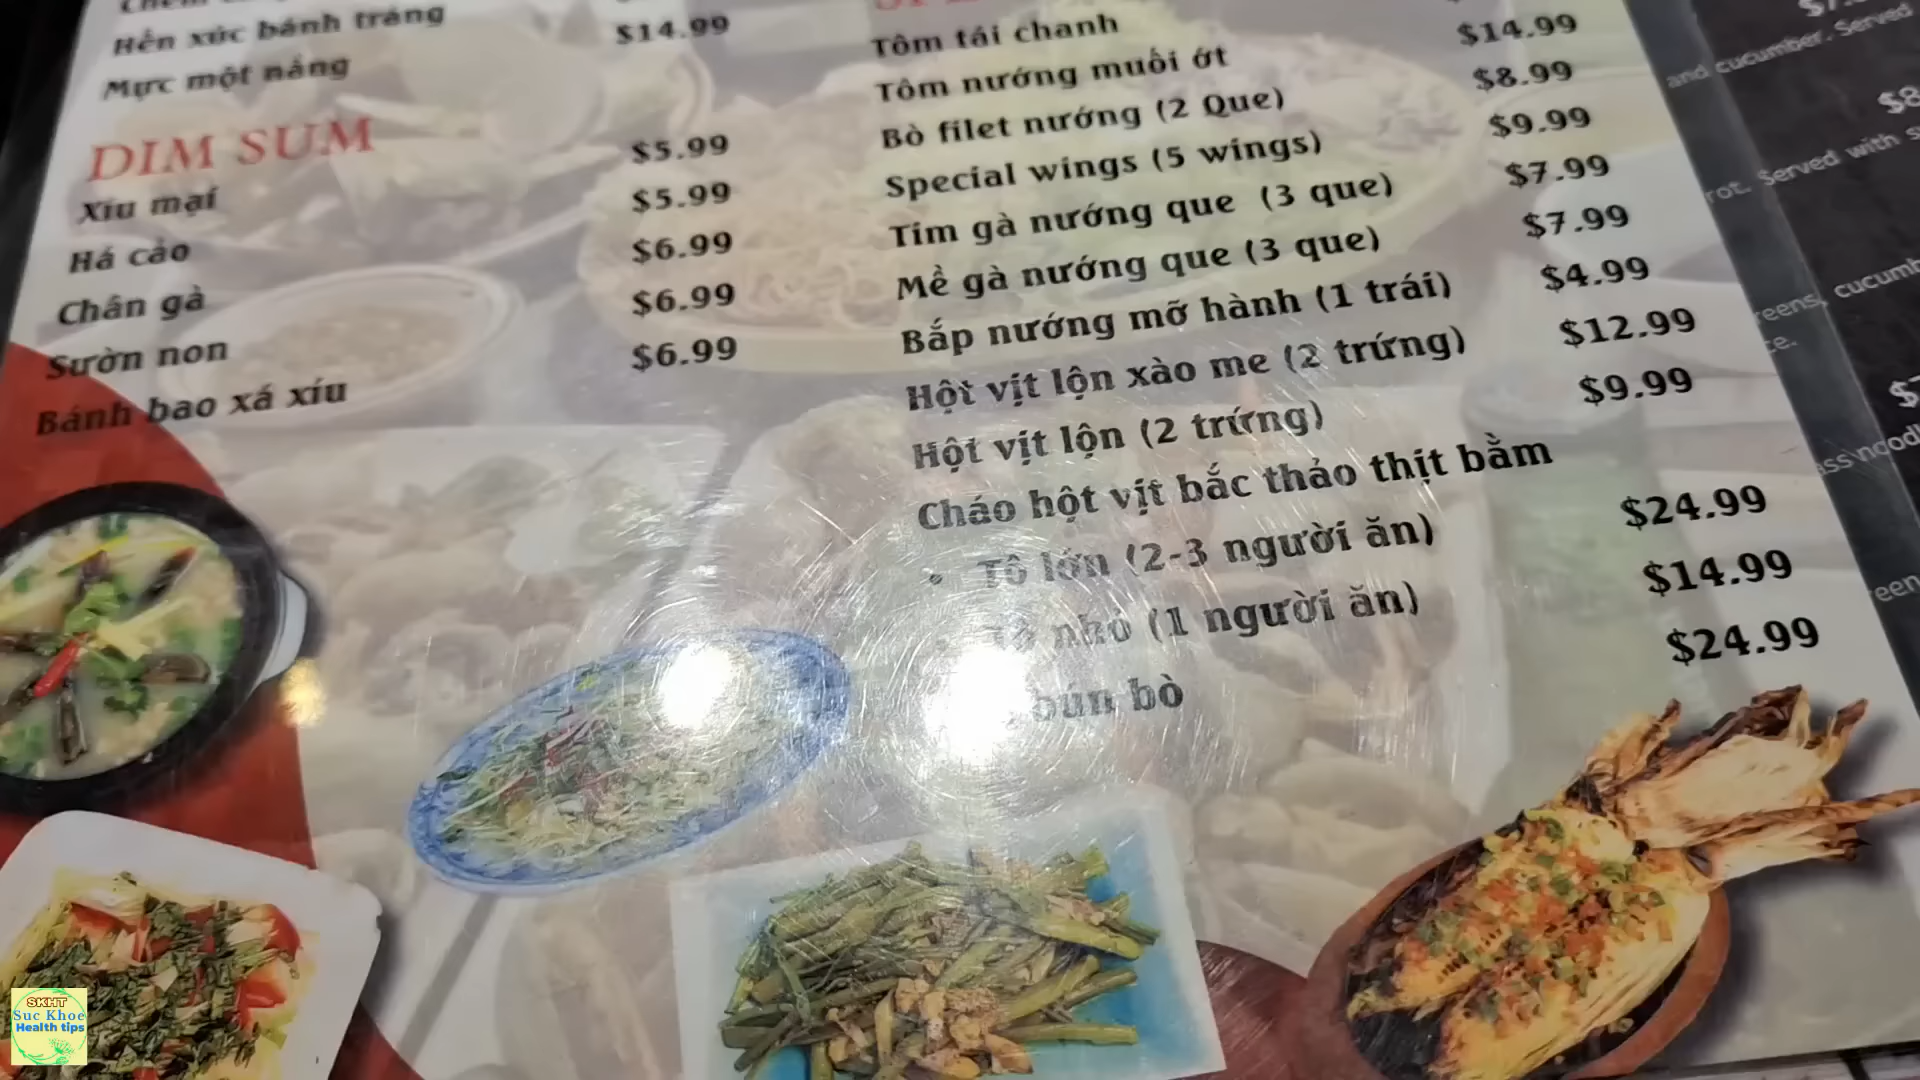 Hến xúc bánh tráng
$14.99
Mực một nắng
DIM SUM
Xíu mại
$5.99
Há cảo
$5.99
Chân gà
$6.99
Sườn non
$6.99
Bánh bao xá xíu
$6.99
Tôm tái chanh
$14.99
Tôm nướng muối ớt
$8.99
Bò filet nướng (2 Que)
$9.99
Special wings (5 wings)
$7.99
Tim gà nướng que (3 que)
$7.99
Mề gà nướng que (3 que)
$4.99
Bắp nướng mỡ hành (1 trái)
$12.99
Hột vịt lộn xào me (2 trứng)
$9.99
Hột vịt lộn (2 trứng)
Cháo hột vịt bắc thảo thịt bằm
• Tô lớn (2-3 người ăn)
$24.99
nhỏ (1 người ăn)
$14.99
bún bò
$24.99
and cucumber. Served
$8
Served with
cucumb
SKHT
Suc Khoe
Health tips